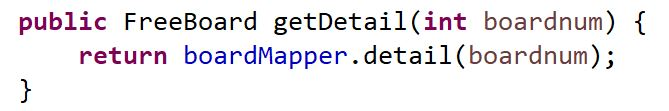 public FreeBoard getDetail(int boardnum) {
    return boardMapper.detail(boardnum);
}